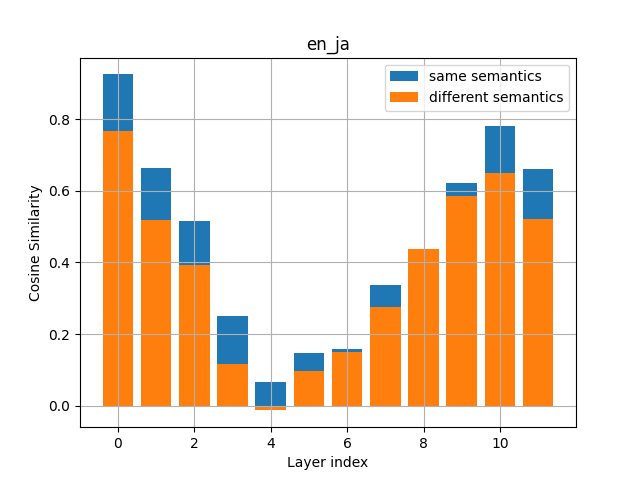 en_ja
same semantics
different semantics
0.8
0.6
0.4
0.2
0.0
Cosine Similarity
0 2 4 6 8 10
Layer index